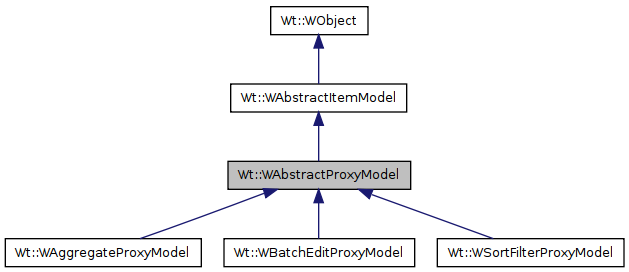 Wt::WObject
Wt::WAbstractItemModel
Wt::WAbstractProxyModel
Wt::WAggregateProxyModel
Wt::WBatchEditProxyModel
Wt::WSortFilterProxyModel